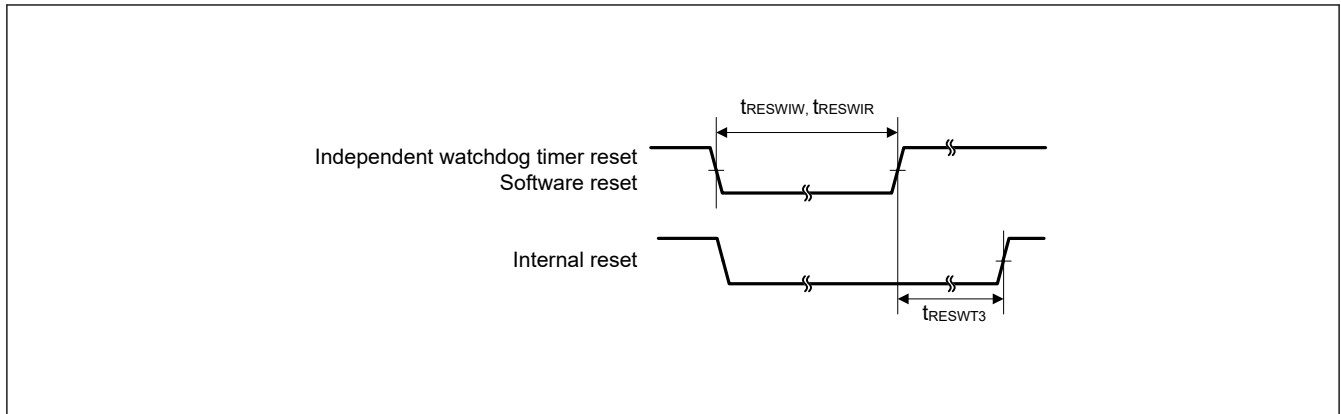 tRESWIW, tRESWIR
Independent watchdog timer reset
Software reset
Internal reset
tRESWT3